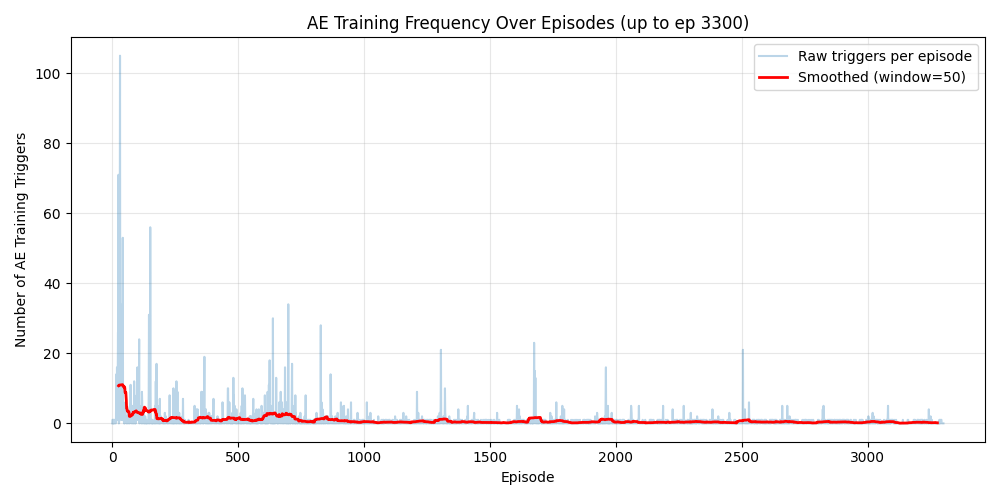 AE Training Frequency Over Episodes (up to ep 3300)
Raw triggers per episode
Smoothed (window=50)
Number of AE Training Triggers
100
80
60
40
20
0
0 500 1000 1500 2000 2500 3000
Episode